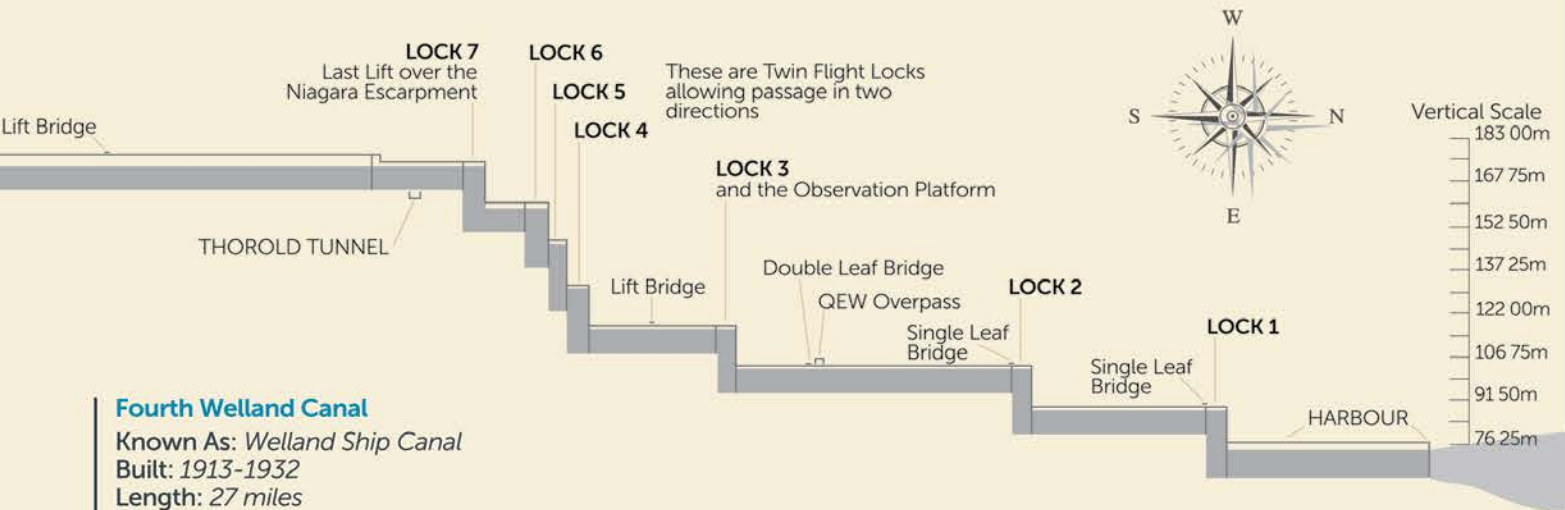 LOCK 7
Last Lift over the
Niagara Escarpment
LOCK 6
LOCK 5
LOCK 4
These are Twin Flight Locks
allowing passage in two
directions
Lift Bridge
THOROLD TUNNEL
LOCK 3
and the Observation Platform
Lift Bridge
Double Leaf Bridge
QEW Overpass
Single Leaf
Bridge
LOCK 2
Single Leaf
Bridge
LOCK 1
HARBOUR
W
S
N
E
Vertical Scale
183 00m
167 75m
152 50m
137 25m
122 00m
106 75m
91 50m
76 25m
Fourth Welland Canal
Known As: Welland Ship Canal
Built: 1913-1932
Length: 27 miles